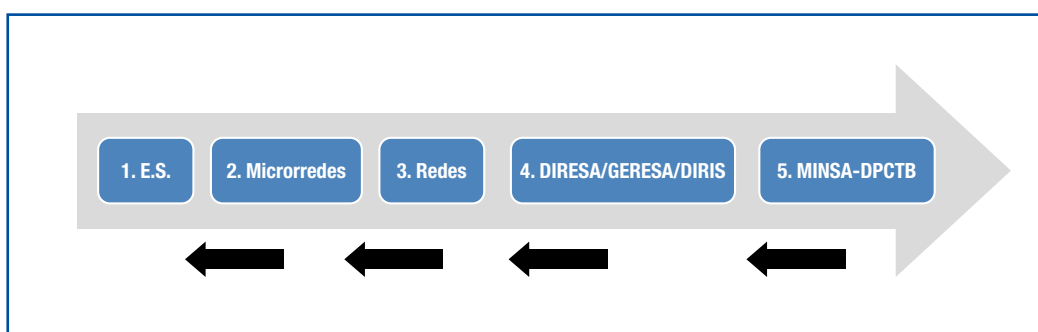 1. E.S.
2. Microrredes
3. Redes
4. DIRESA/GERESA/DIRIS
5. MINSA-DPCTB